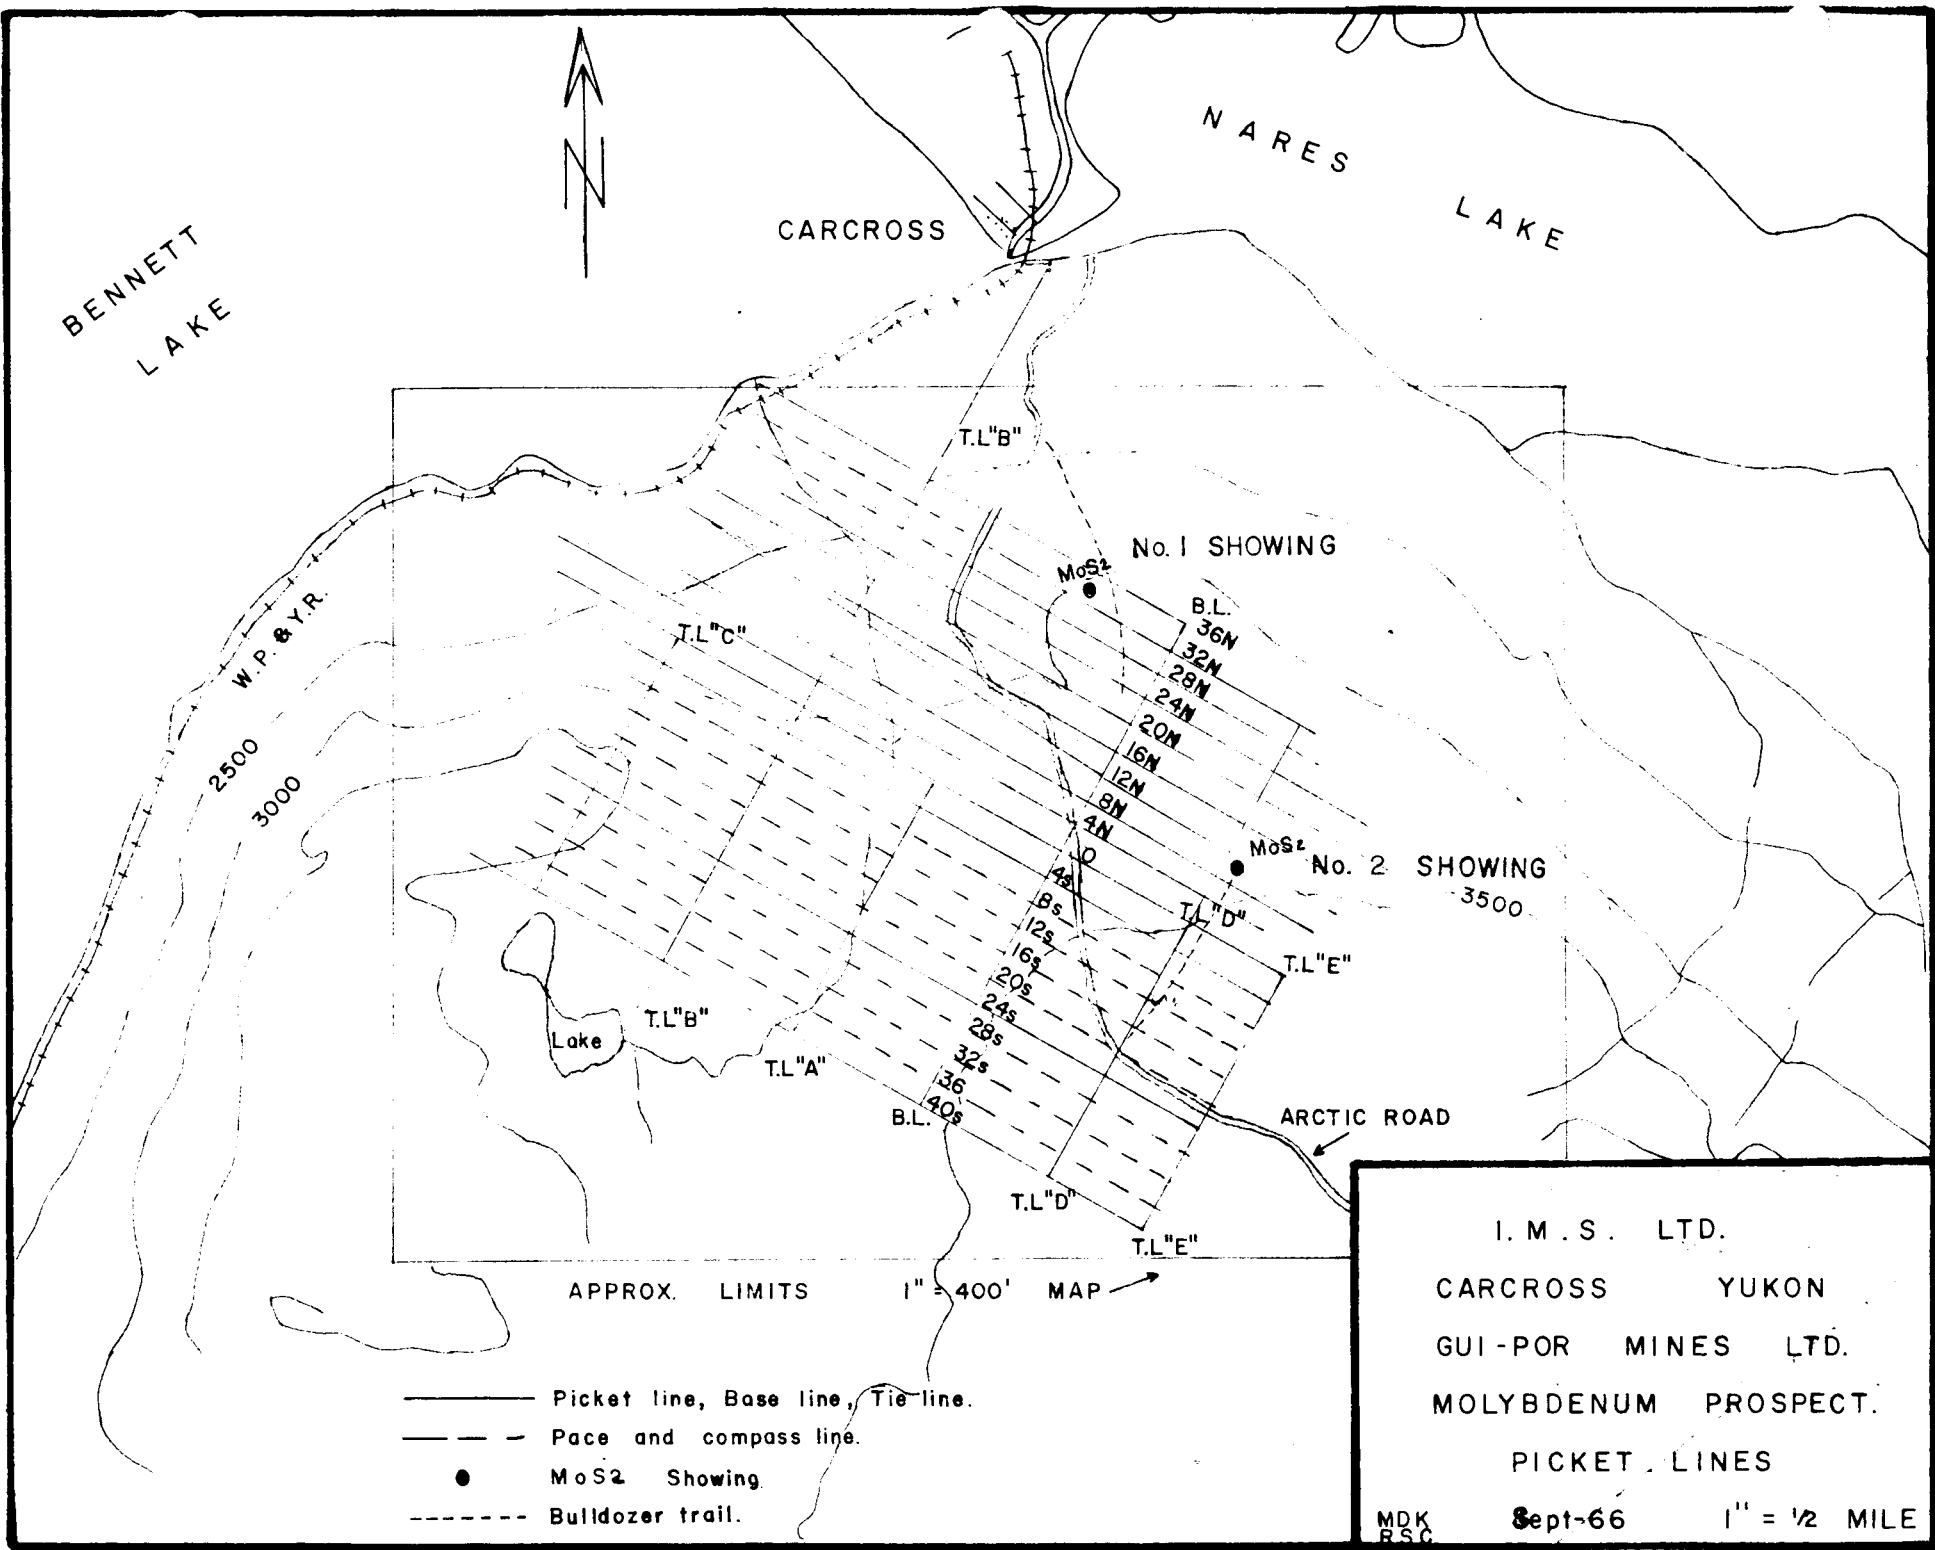 N
NARES
LAKE
CARCROSS
BENNETT
LAKE
T.L"B"
No. 1 SHOWING
MoS2
B.L.
36N
32N
28N
24N
20N
16N
12N
8N
4N
0
4s
8s
12s
16s
20s
24s
28s
32s
36
40s
B.L.
T.L"C"
W.P. & Y.R.
2500
3000
MoS2
No. 2 SHOWING
3500
T.L"D"
T.L"E"
Lake
T.L"B"
T.L"A"
ARCTIC ROAD
T.L"D"
T.L"E"
APPROX. LIMITS 1" = 400' MAP
Picket line, Base line, Tie line.
Pace and compass line.
MoS2 Showing
Bulldozer trail.
I.M.S. LTD.
CARCROSS YUKON
GUI-POR MINES LTD.
MOLYBDENUM PROSPECT.
PICKET LINES
MDK
RSC
Sept-66 1" = 1/2 MILE